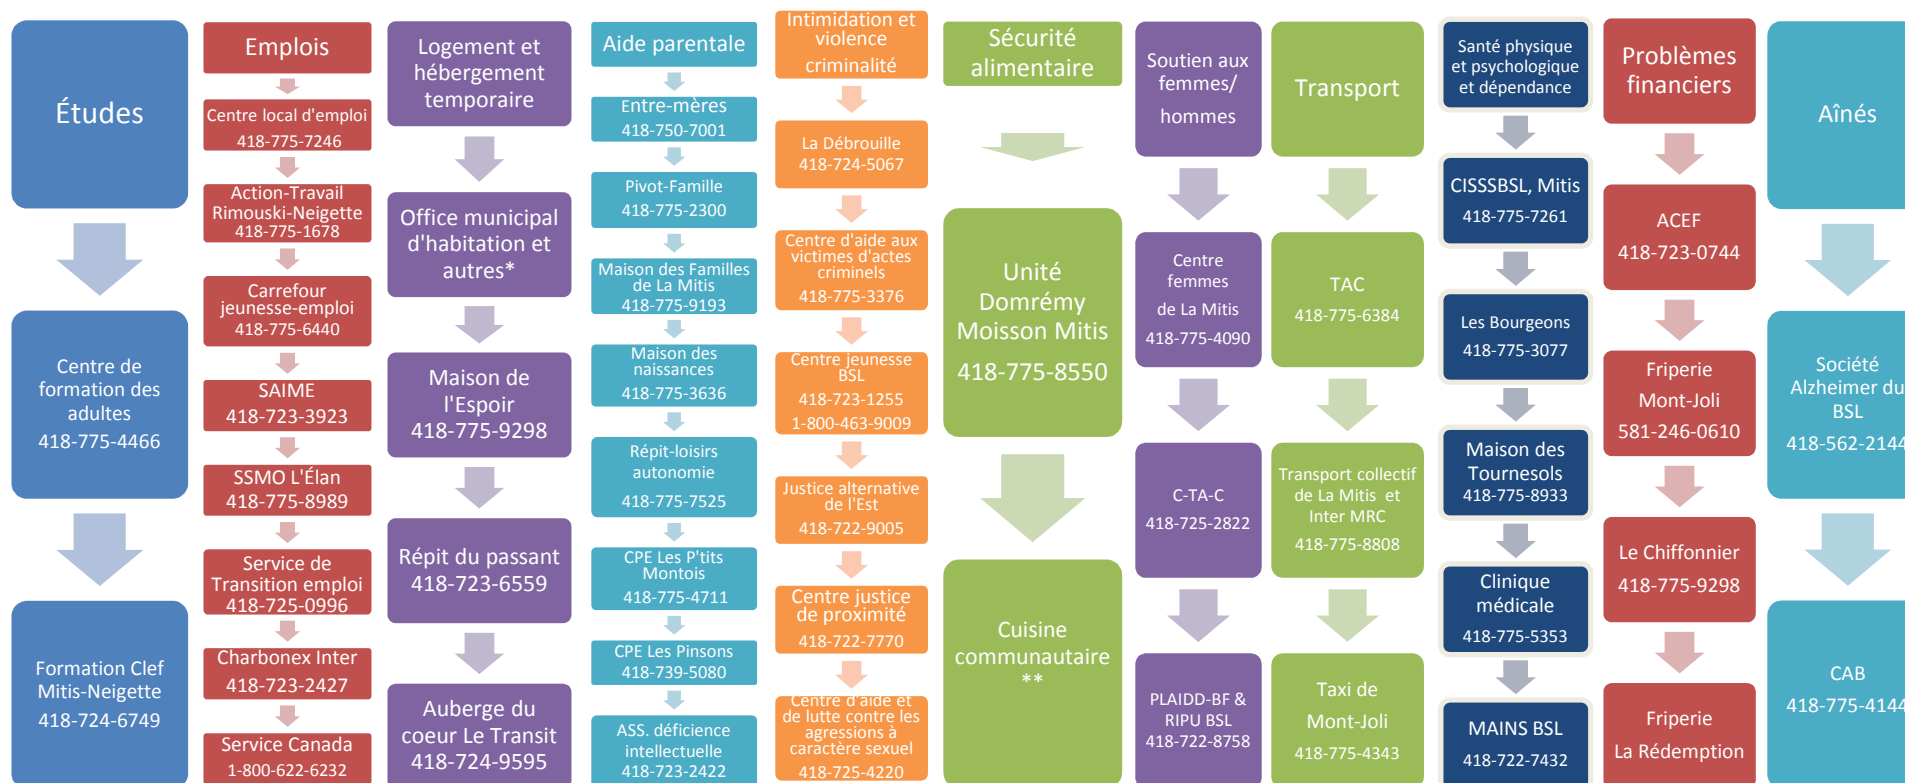 Études
Centre de
formation des
adultes
418-775-4466
Formation Clef
Mitis-Neigette
418-724-6749
Emplois
Centre local d'emploi
418-775-7246
Action-Travail
Rimouski-Neigette
418-775-1678
Carrefour
jeunesse-emploi
418-775-6440
SAIME
418-723-3923
SSMO L'Élan
418-775-8989
Service de
Transition emploi
418-725-0996
Charbonex Inter
418-723-2427
Service Canada
1-800-622-6232
Logement et
hébergement
temporaire
Office municipal
d'habitation et
autres*
Maison de
l'Espoir
418-775-9298
Répit du passant
418-723-6559
Auberge du
coeur Le Transit
418-724-9595
Aide parentale
Entre-mères
418-750-7001
Pivot-Famille
418-775-2300
Maison des Familles
de La Mitis
418-775-9193
Maison des
naissances
418-775-3636
Répit-loisirs
autonomie
418-775-7525
CPE Les P'tits
Montois
418-775-4711
CPE Les Pinsons
418-739-5080
ASS. déficience
intellectuelle
418-723-2422
Intimidation et
violence
criminalité
La Débrouille
418-724-5067
Centre d'aide aux
victimes d'actes
criminels
418-775-3376
Centre jeunesse
BSL
418-723-1255
1-800-463-9009
Justice alternative
de l'Est
418-722-9005
Centre justice
de proximité
418-722-7770
Centre d'aide et
de lutte contre les
agressions à
caractère sexuel
418-725-4220
Sécurité
alimentaire
Unité
Domrémy
Moisson Mitis
418-775-8550
Cuisine
communautaire
**
Soutien aux
femmes/
hommes
Centre
femmes
de La Mitis
418-775-4090
C-TA-C
418-725-2822
PLAIDD-BF &
RIPU BSL
418-722-8758
Transport
TAC
418-775-6384
Transport collectif
de La Mitis et
Inter MRC
418-775-8808
Taxi de
Mont-Joli
418-775-4343
Santé physique
et psychologique
et dépendance
CISSSBSL, Mitis
418-775-7261
Les Bourgeons
418-775-3077
Maison des
Tournesols
418-775-8933
Clinique
médicale
418-775-5353
MAINS BSL
418-722-7432
Problèmes
financiers
ACEF
418-723-0744
Friperie
Mont-Joli
581-246-0610
Le Chiffonnier
418-775-9298
Friperie
La Rédemption
Aînés
Société
Alzheimer du
BSL
418-562-2144
CAB
418-775-4144